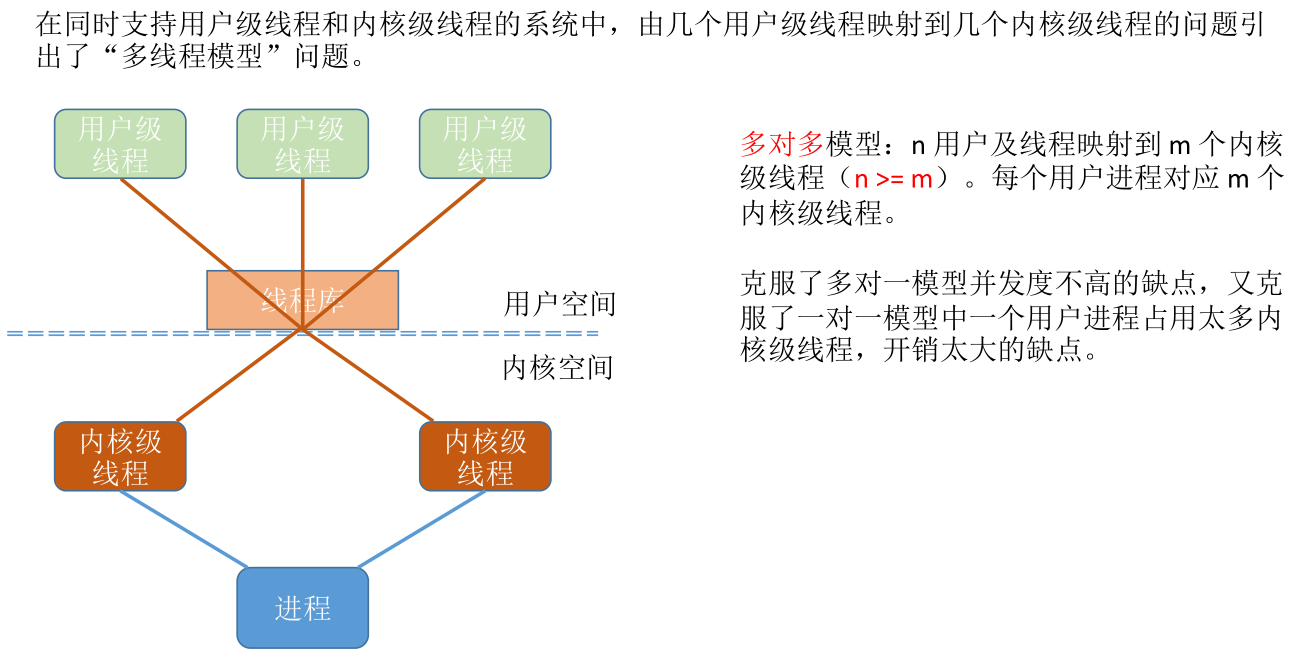 在同时支持用户级线程和内核级线程的系统中，由几个用户级线程映射到几个内核级线程的问题引
出了“多线程模型”问题。
用户级
线程
用户级
线程
用户级
线程
线程库
用户空间
内核空间
内核级
线程
内核级
线程
进程
多对多模型：n 用户及线程映射到 m 个内核
级线程（n >= m）。每个用户进程对应 m 个
内核级线程。
克服了多对一模型并发度不高的缺点，又克
服了一对一模型中一个用户进程占用太多内
核级线程，开销太大的缺点。